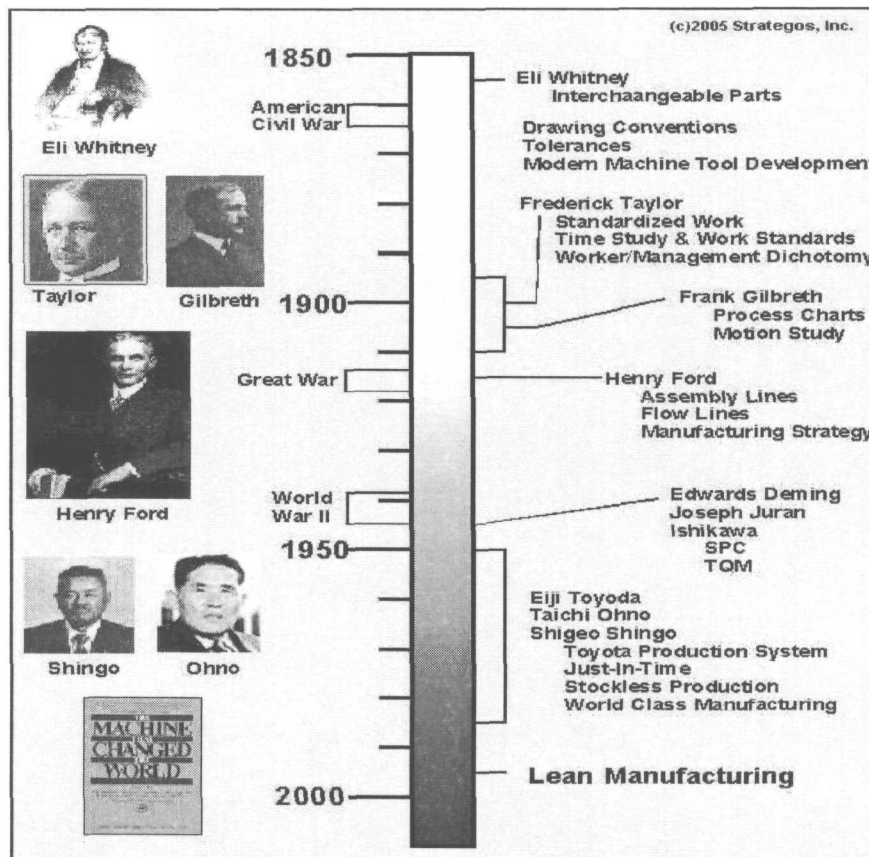 (c)2005 Strategos, Inc.
1850
Eli Whitney
Interchaangeable Parts
American
Civil War
Eli Whitney
Drawing Conventions
Tolerances
Modern Machine Tool Development
Frederick Taylor
Standardized Work
Time Study & Work Standards
Worker/Management Dichotomy
Taylor
Gilbreth
1900
Frank Gilbreth
Process Charts
Motion Study
Great War
Henry Ford
Assembly Lines
Flow Lines
Manufacturing Strategy
Henry Ford
World
War II
Edwards Deming
Joseph Juran
Ishikawa
SPC
TQM
1950
Eiji Toyoda
Taichi Ohno
Shigeo Shingo
Toyota Production System
Just-In-Time
Stockless Production
World Class Manufacturing
Shingo
Ohno
MACHINE
CHANGED
WORLD
Lean Manufacturing
2000